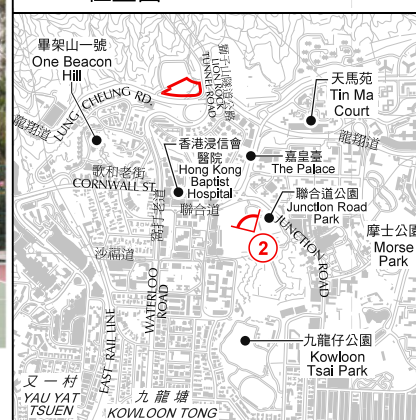 畢架山一號
One Beacon
Hill
獅子山隧道公路
LION ROCK
TUNNEL ROAD
天馬苑
Tin Ma
Court
龍翔道
LUNG CHEUNG RD.
龍翔道
香港浸信會
醫院
Hong Kong
Baptist
Hospital
嘉皇臺
The Palace
歌和老街
CORNWALL ST.
聯合道
聯合道公園
Junction Road
Park
JUNCTION ROAD
2
摩士公園
Morse
Park
沙福道
WATERLOO
ROAD
EAST RAIL LINE
九龍仔公園
Kowloon
Tsai Park
又一村
YAU YAT
TSUEN
九龍塘
KOWLOON TONG